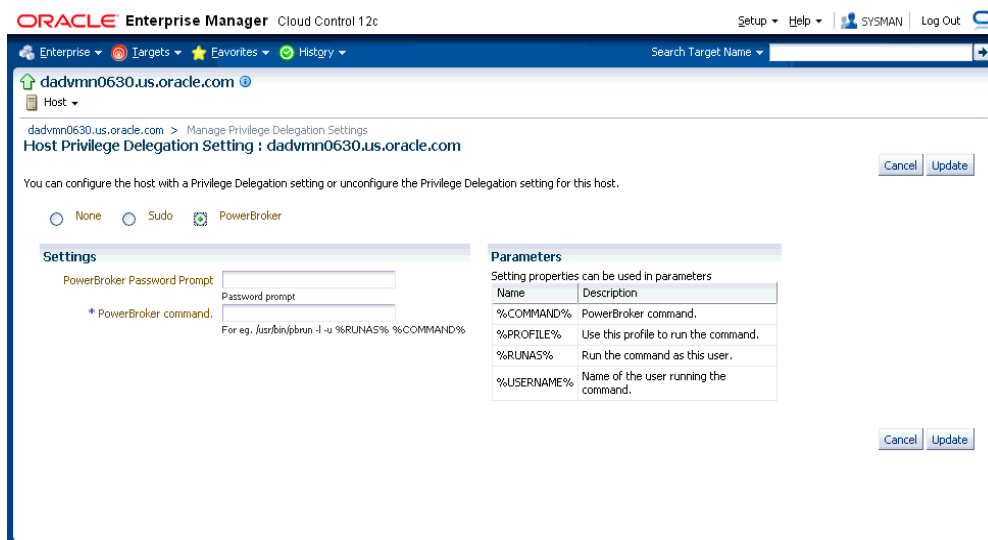 ORACLE Enterprise Manager Cloud Control 12c
Setup Help SYSMAN Log Out
Enterprise Targets Favorites History Search Target Name
dadvmn0630.us.oracle.com
Host
dadvmn0630.us.oracle.com > Manage Privilege Delegation Settings
Host Privilege Delegation Setting : dadvmn0630.us.oracle.com
Cancel Update
You can configure the host with a Privilege Delegation setting or unconfigure the Privilege Delegation setting for this host.
None Sudo PowerBroker
Settings
PowerBroker Password Prompt
Password prompt
* PowerBroker command.
For eg. /usr/bin/pbrun -l -u %RUNAS% %COMMAND%
Parameters
Setting properties can be used in parameters
Name Description
%COMMAND% PowerBroker command.
%PROFILE% Use this profile to run the command.
%RUNAS% Run the command as this user.
%USERNAME% Name of the user running the
command.
Cancel Update